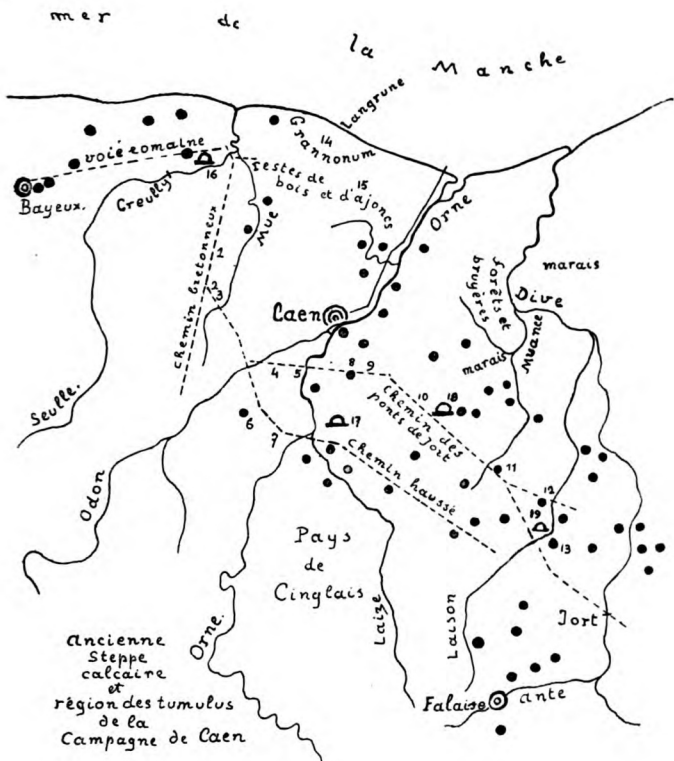 mer de la Manche
Langrune
14
Grannonum
voie romaine
16
restes de
bois et d'ajoncs
15
Bayeux.
Creully
Mue
Orne
chemin bretonneux
1
2
3
marais
forêts et
bruyères
Dive
Caen
Muance
marais
4
5
8
9
10
18
Seulle.
6
7
17
chemin des
ponts de Jort
11
chemin haussé
12
19
13
Odon
Pays
de
Cinglais
Laize
Laison
Jort
Orne.
ancienne
Steppe
calcaire
et
région des tumulus
de la
Campagne de Caen
Falaise
ante